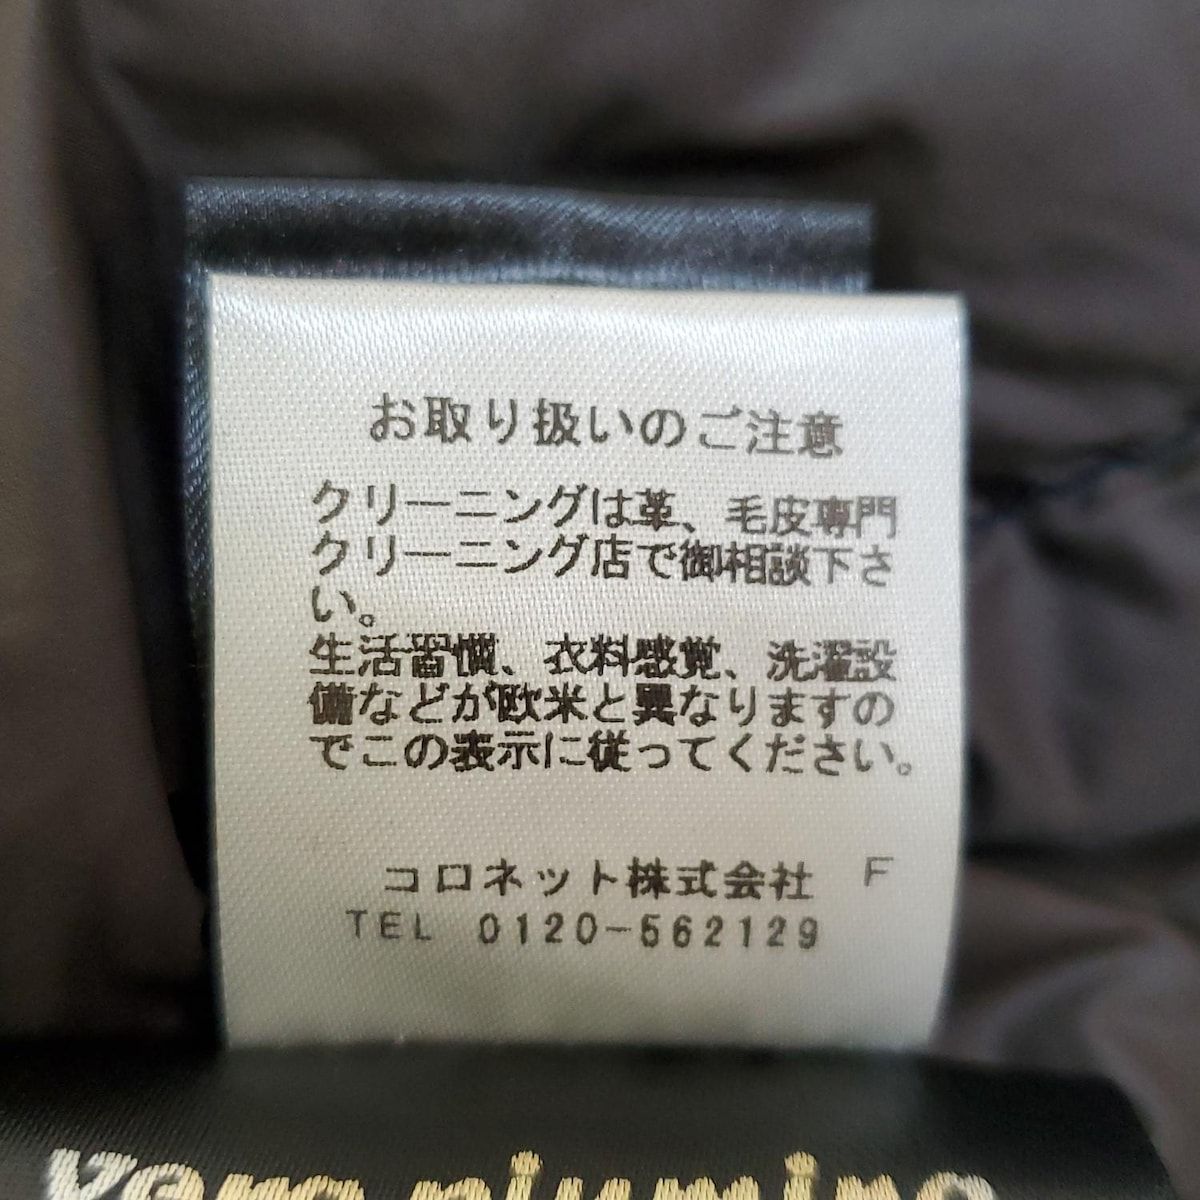 お取り扱いのご注意
クリーニングは革、毛皮専門
クリーニング店で御相談下さ
い。
生活習慣、衣料感覚、洗濯設
備などが欧米と異なりますの
でこの表示に従ってください。
コロネット株式会社 F
TEL 0120-562129
vera piumino